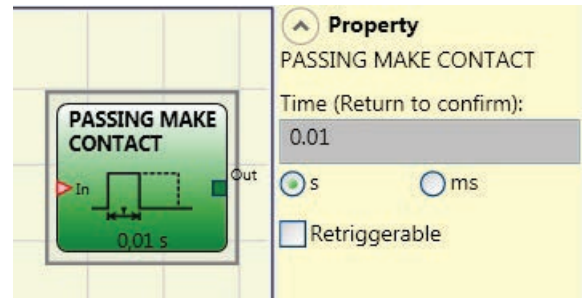 PASSING MAKE
CONTACT
In
Out
T
0,01 s
Property
PASSING MAKE CONTACT
Time (Return to confirm):
0.01
s
ms
Retriggerable